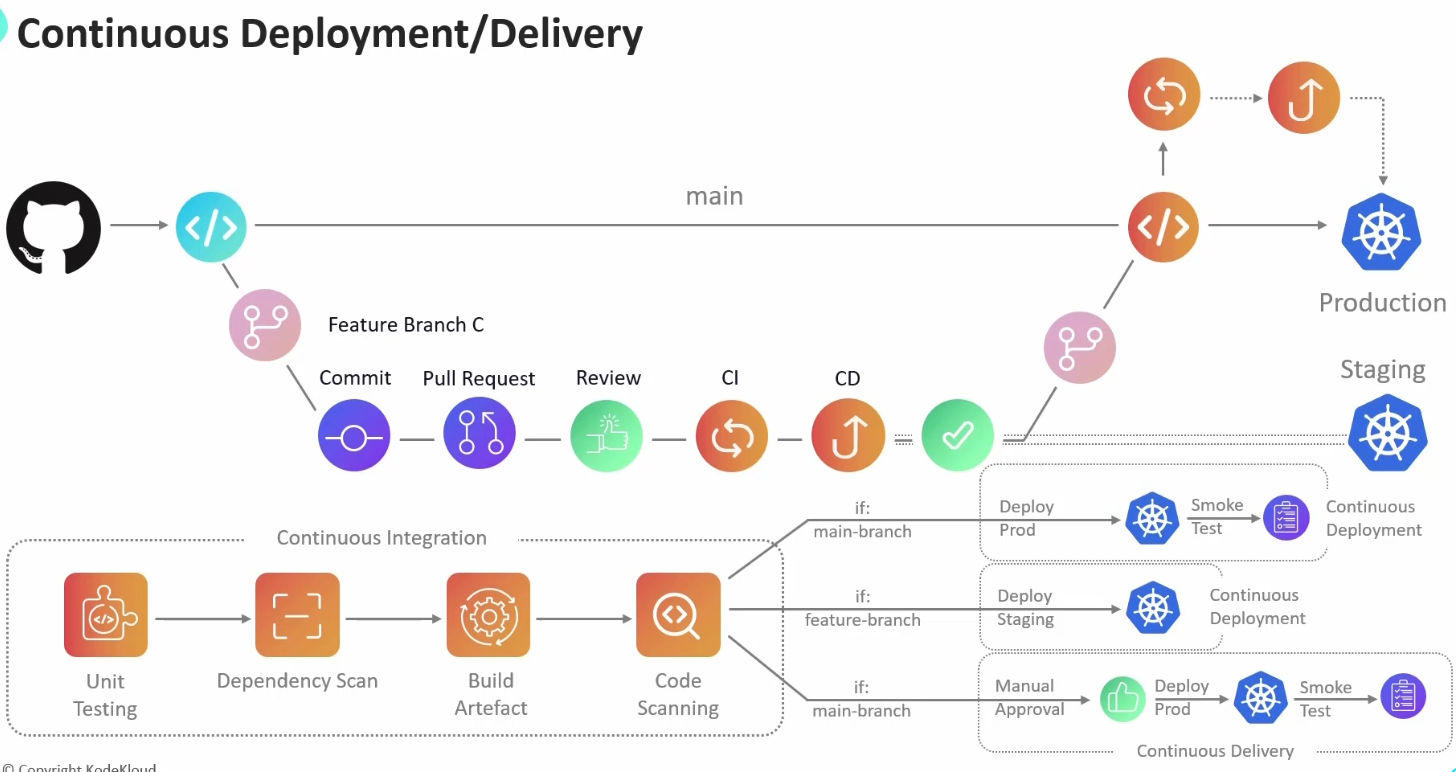 Continuous Deployment/Delivery
main
Production
Feature Branch C
Staging
Commit
Pull Request
Review
CI
CD
Continuous Integration
Unit
Testing
Dependency Scan
Build
Artefact
Code
Scanning
if:
main-branch
Deploy
Prod
Smoke
Test
Continuous
Deployment
if:
feature-branch
Deploy
Staging
Continuous
Deployment
if:
main-branch
Manual
Approval
Deploy
Prod
Smoke
Test
Continuous Delivery
© Copyright KodeKloud